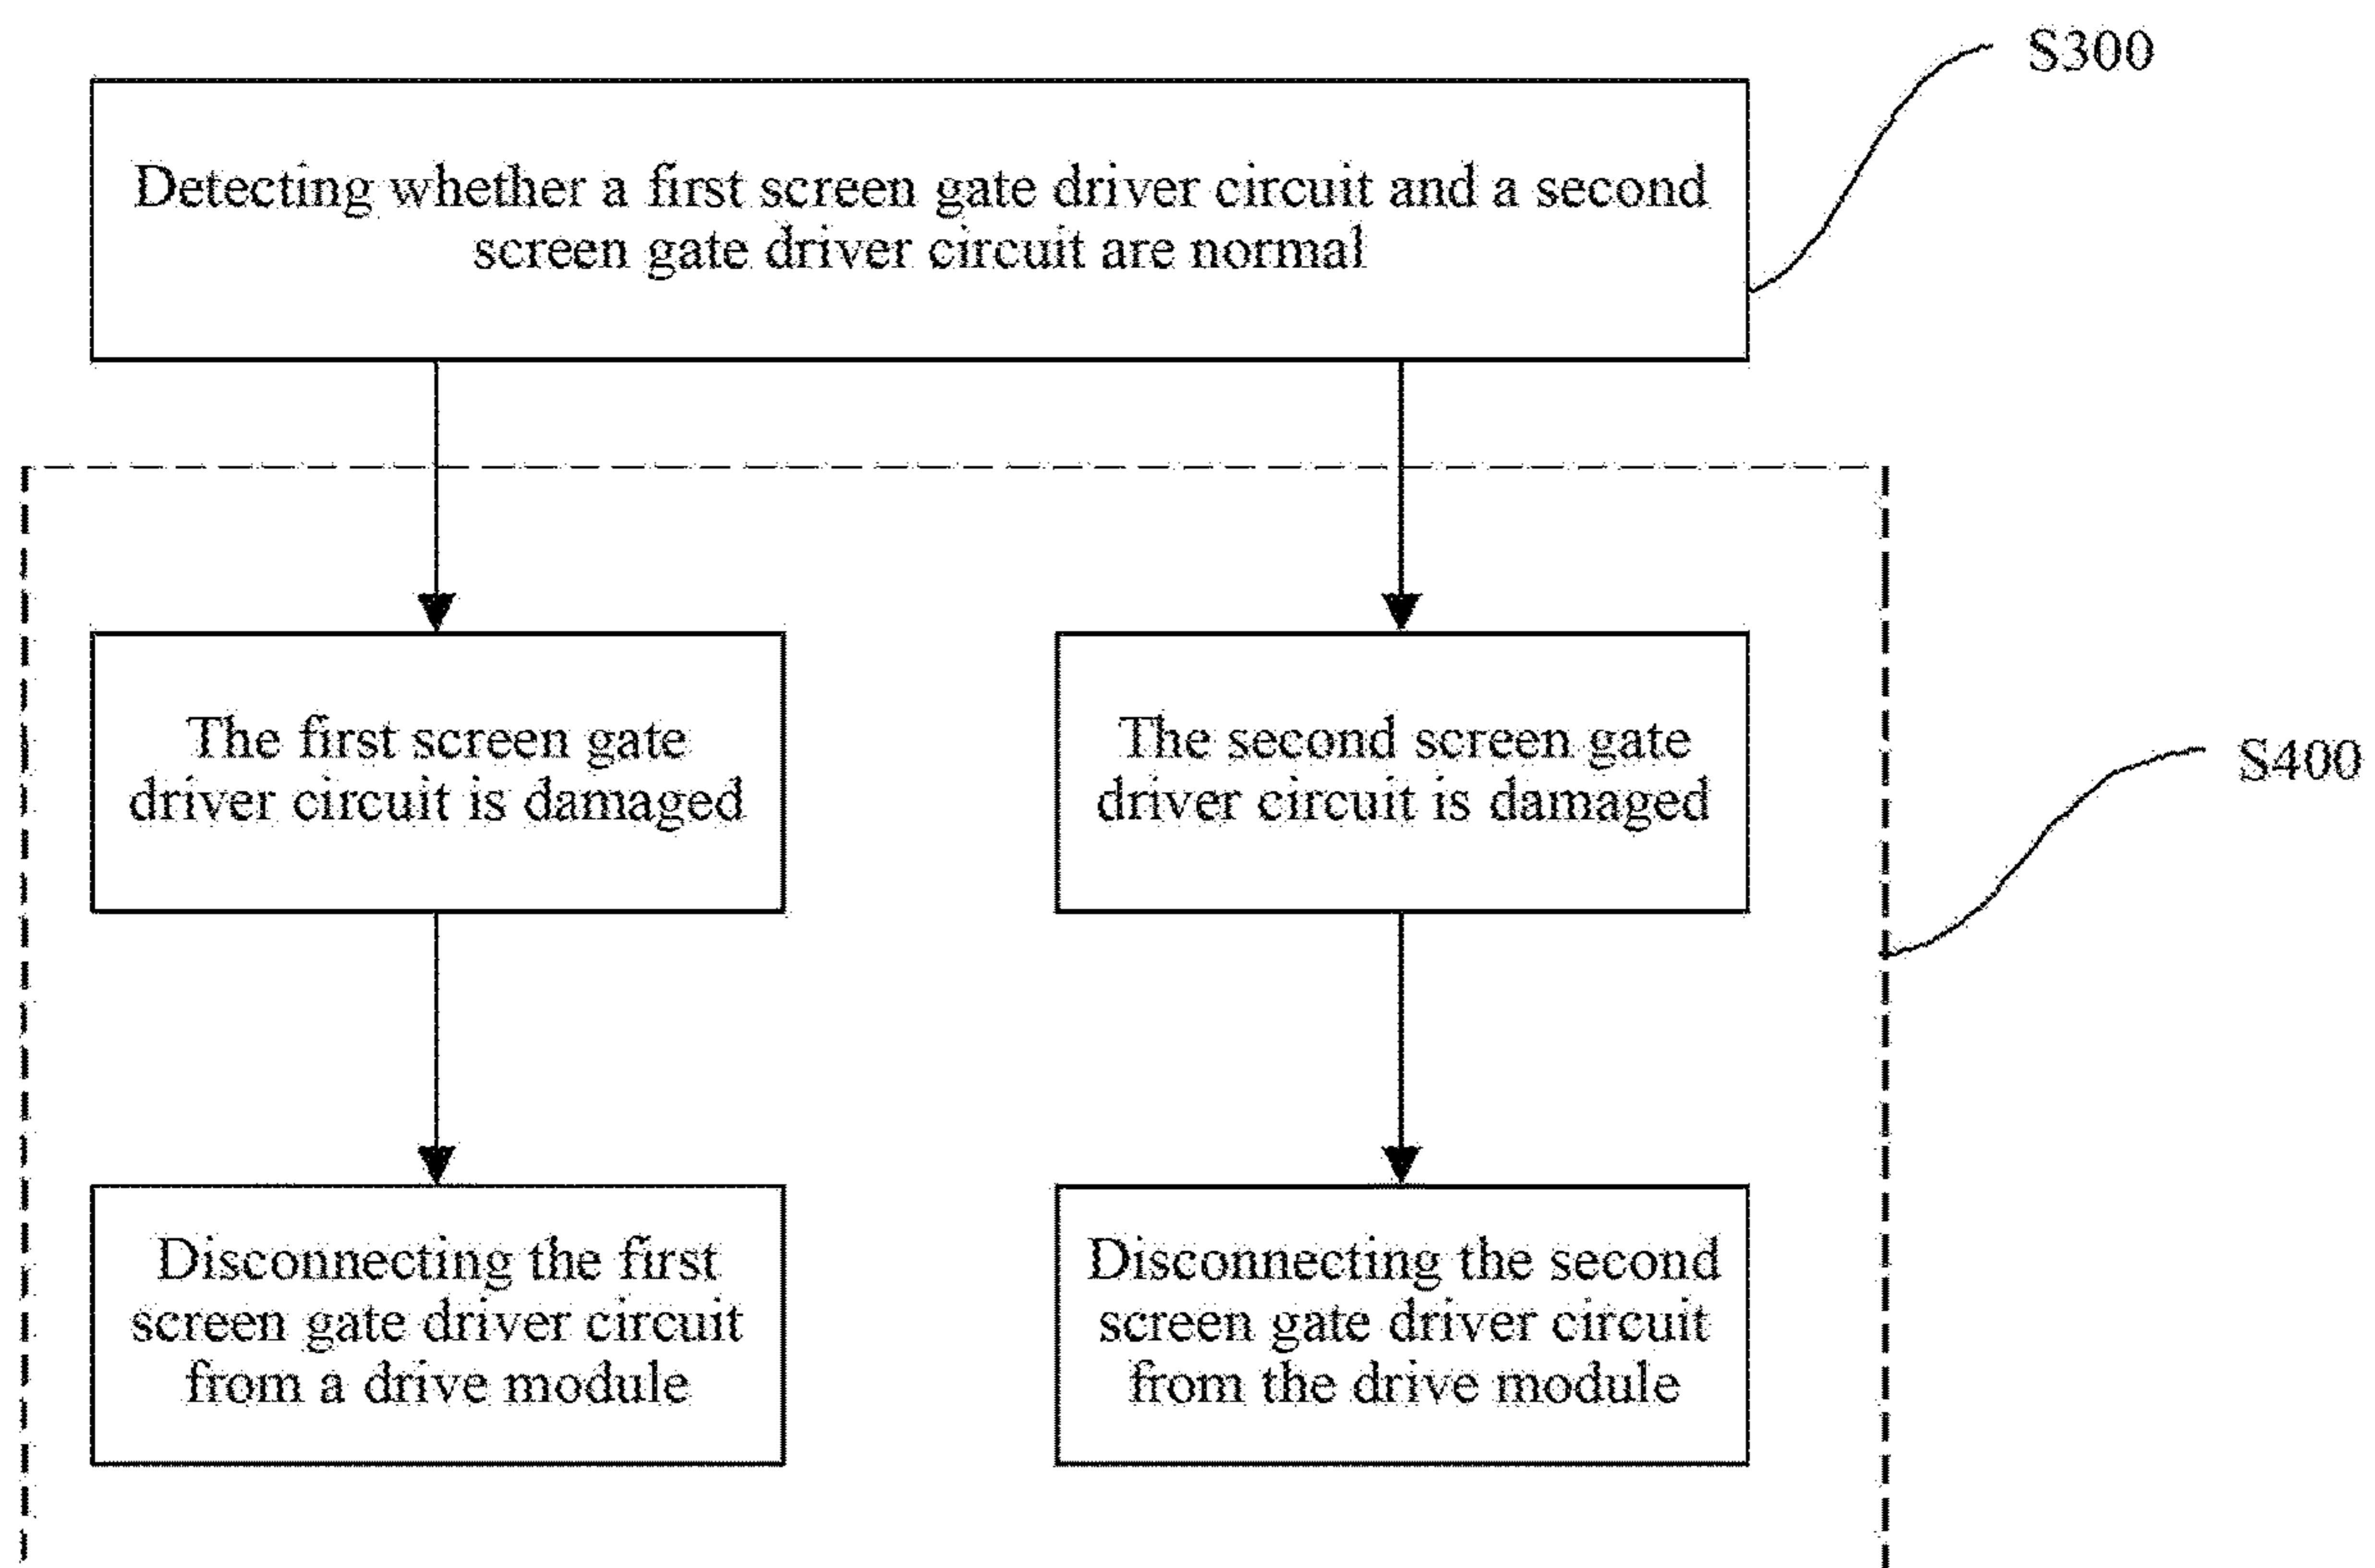 S300
Detecting whether a first screen gate driver circuit and a second
screen gate driver circuit are normal
The first screen gate
driver circuit is damaged
The second screen gate
driver circuit is damaged
S400
Disconnecting the first
screen gate driver circuit
from a drive module
Disconnecting the second
screen gate driver circuit
from the drive module